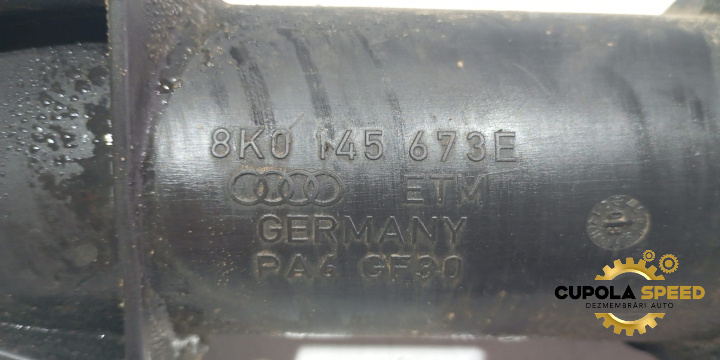 8K0 145 673E
ETM
GERMANY
PA6 GF30
CUPOLA SPEED
DEZMEMBRĂRI AUTO